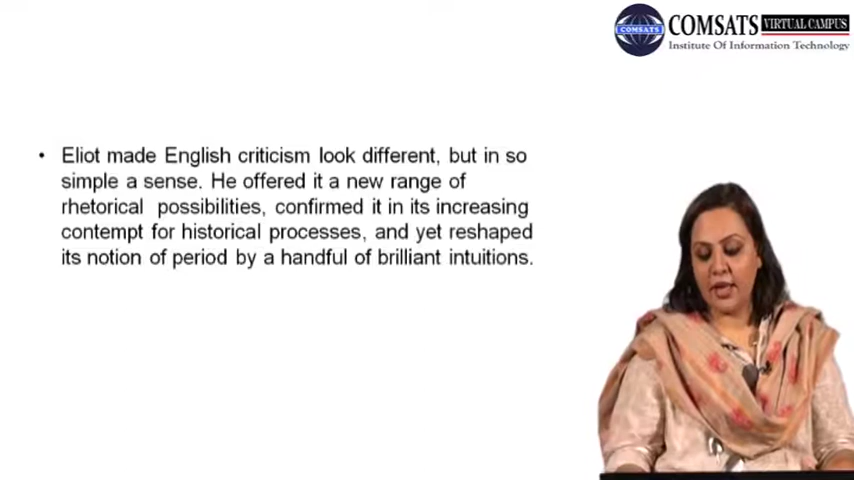 COMSATS
COMSATS VIRTUAL CAMPUS
Institute Of Information Technology
• Eliot made English criticism look different, but in so
simple a sense. He offered it a new range of
rhetorical possibilities, confirmed it in its increasing
contempt for historical processes, and yet reshaped
its notion of period by a handful of brilliant intuitions.